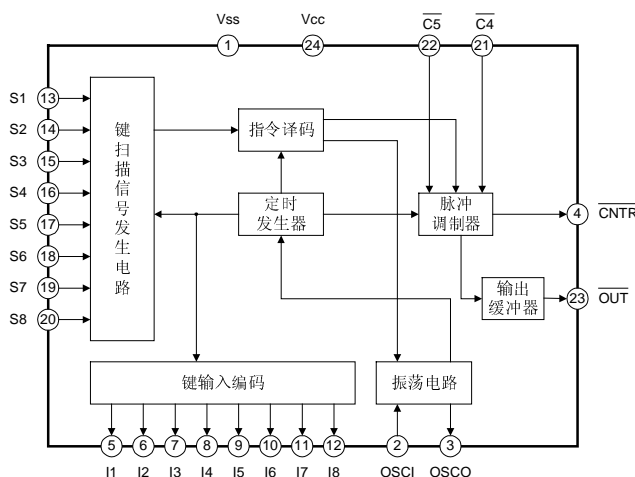 Vss Vcc C5 C4
1 24 22 21
S1 13
S2 14
S3 15
S4 16
S5 17
S6 18
S7 19
S8 20
键扫描信号发生电路
指令译码
定时
发生器
脉冲
调制器
4 CNTR
输出
缓冲器
23 OUT
键输入编码
振荡电路
5 6 7 8 9 10 11 12 2 3
I1 I2 I3 I4 I5 I6 I7 I8 OSCI OSCO